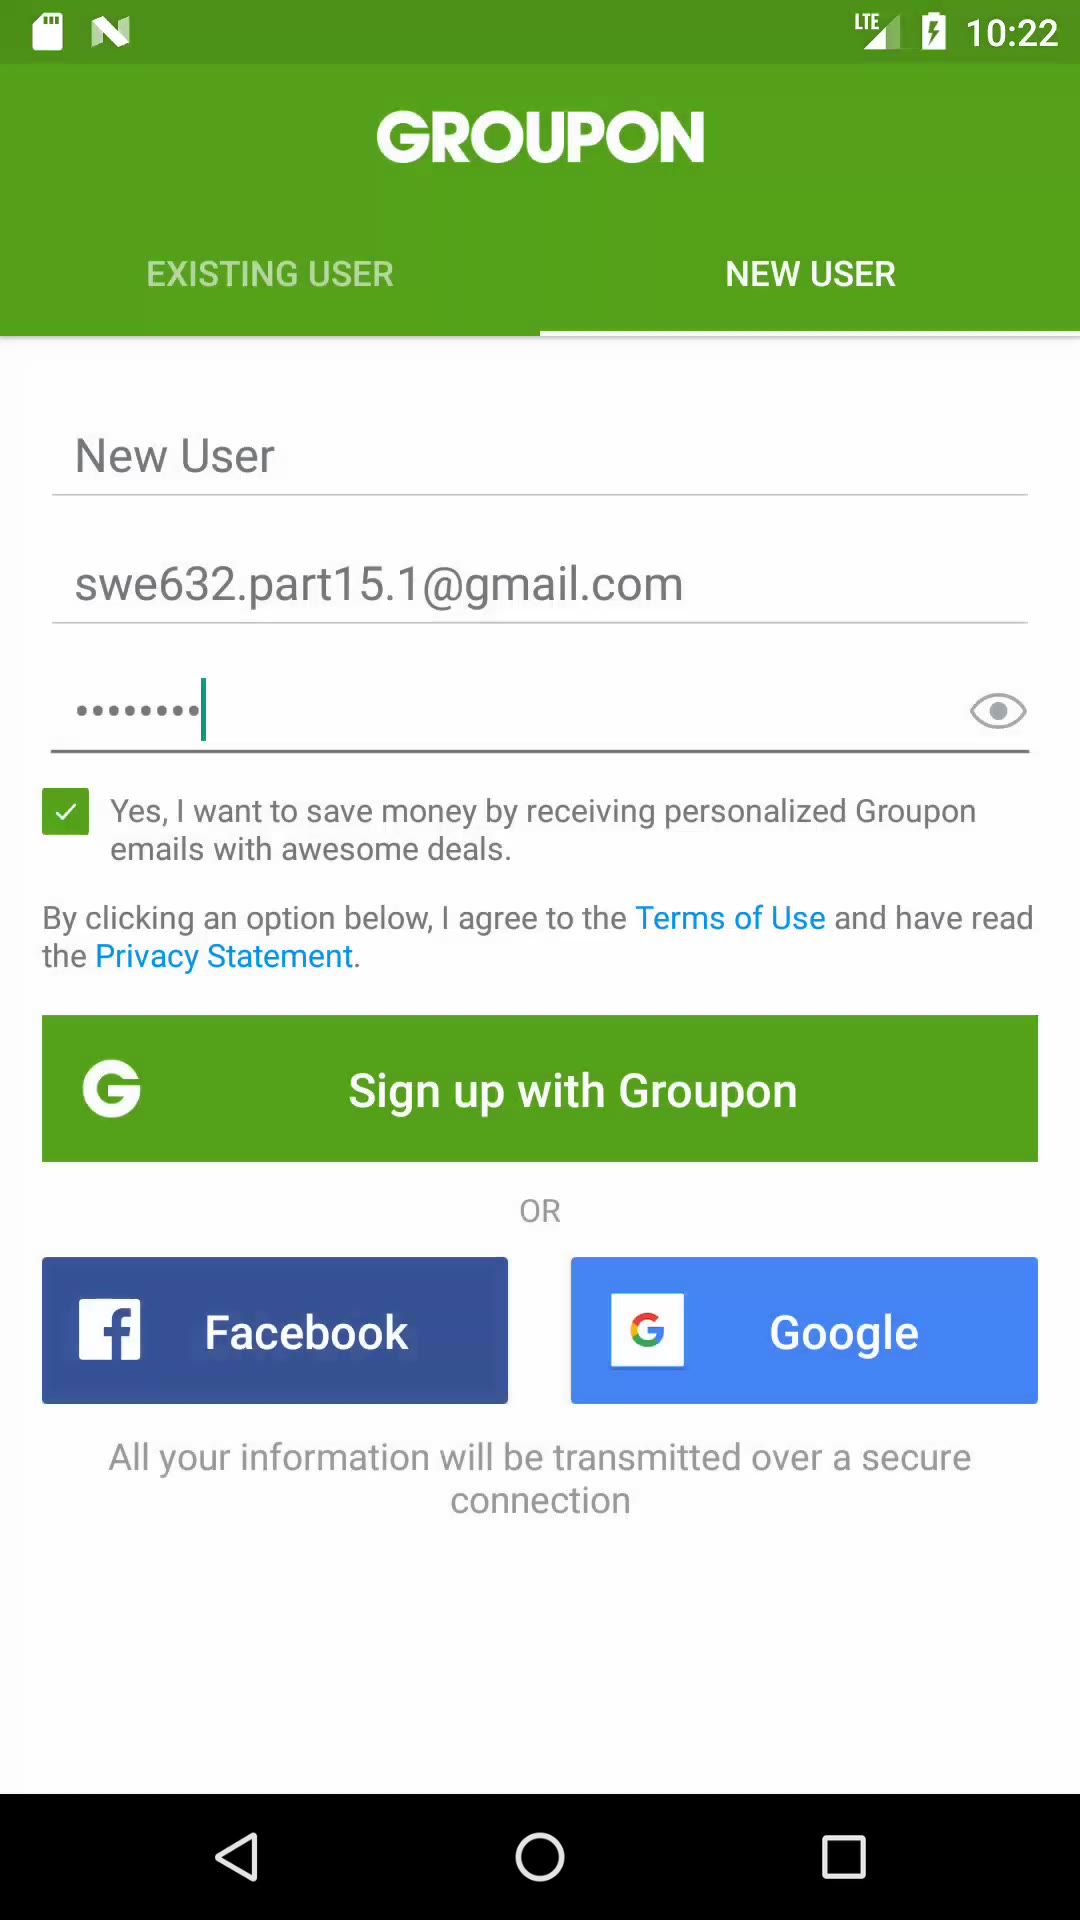 LTE 10:22
GROUPON
EXISTING USER NEW USER
New User
swe632.part15.1@gmail.com
••••••••
Yes, I want to save money by receiving personalized Groupon
emails with awesome deals.
By clicking an option below, I agree to the Terms of Use and have read
the Privacy Statement.
G Sign up with Groupon
OR
f Facebook G Google
All your information will be transmitted over a secure
connection